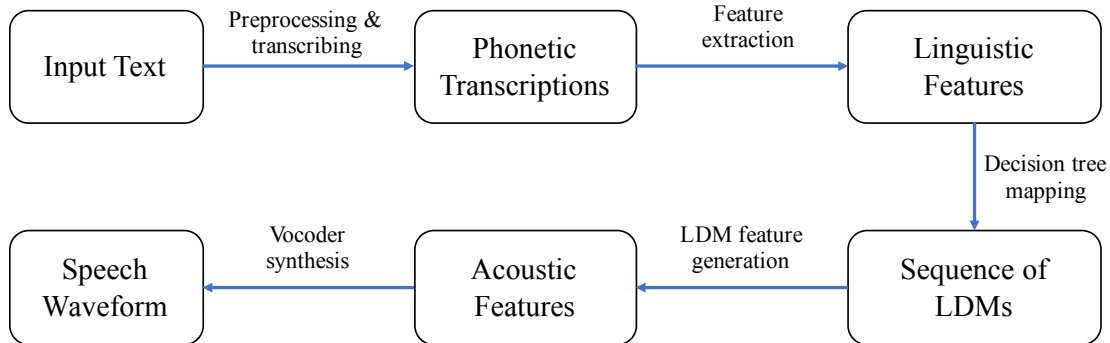 Input Text
Preprocessing &
transcribing
Phonetic
Transcriptions
Feature
extraction
Linguistic
Features
Decision tree
mapping
Sequence of
LDMs
LDM feature
generation
Acoustic
Features
Vocoder
synthesis
Speech
Waveform